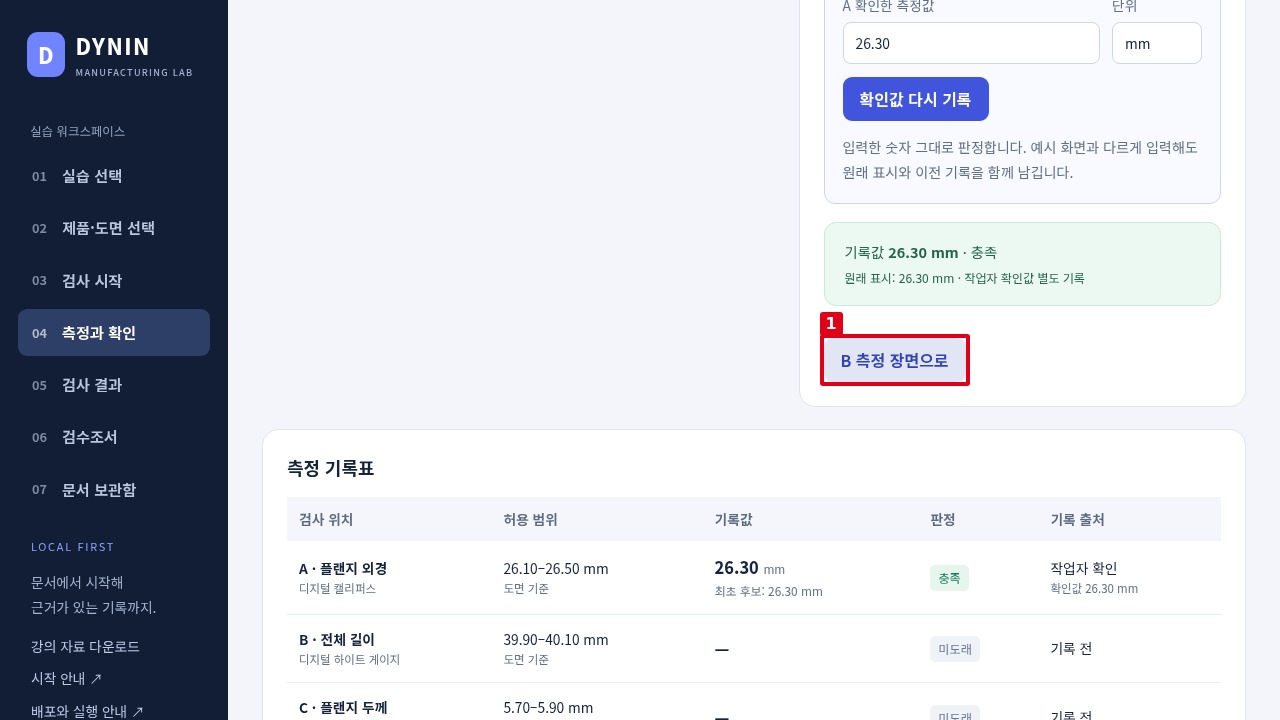 D
DYNIN
MANUFACTURING LAB
실습 워크스페이스
01 실습 선택
02 제품·도면 선택
03 검사 시작
04 측정과 확인
05 검사 결과
06 검수조서
07 문서 보관함
LOCAL FIRST
문서에서 시작해
근거가 있는 기록까지.
강의 자료 다운로드
시작 안내 ↗
배포와 실행 안내 ↗
A 확인한 측정값 단위
26.30 mm
확인값 다시 기록
입력한 숫자 그대로 판정합니다. 예시 화면과 다르게 입력해도
원래 표시와 이전 기록을 함께 남깁니다.
기록값 26.30 mm · 충족
원래 표시: 26.30 mm · 작업자 확인값 별도 기록
1
B 측정 장면으로
측정 기록표
검사 위치 허용 범위 기록값 판정 기록 출처
A · 플랜지 외경 26.10–26.50 mm 26.30 mm 충족 작업자 확인
디지털 캘리퍼스 도면 기준 최초 후보: 26.30 mm 확인값 26.30 mm
B · 전체 길이 39.90–40.10 mm — 미도래 기록 전
디지털 하이트 게이지 도면 기준
C · 플랜지 두께 5.70–5.90 mm — 미도래 기록 전